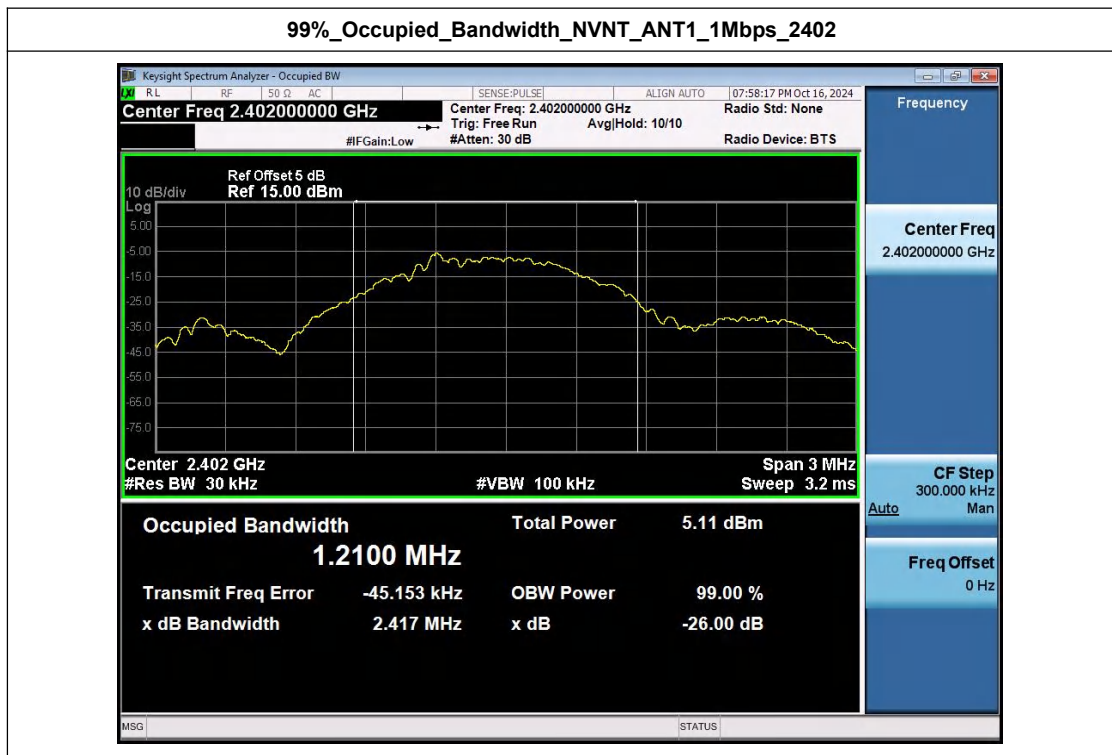 99%_Occupied_Bandwidth_NVNT_ANT1_1Mbps_2402
Keysight Spectrum Analyzer - Occupied BW
LXI RL RF 50 Ω AC SENSE:PULSE ALIGN AUTO 07:58:17 PM Oct 16, 2024
Center Freq 2.402000000 GHz
Center Freq: 2.402000000 GHz Radio Std: None
Trig: Free Run Avg|Hold: 10/10
#IFGain:Low #Atten: 30 dB Radio Device: BTS
Frequency
Ref Offset 5 dB
10 dB/div Ref 15.00 dBm
Log
5.00
-5.00
-15.0
-25.0
-35.0
-45.0
-55.0
-65.0
-75.0
Center 2.402 GHz Span 3 MHz
#Res BW 30 kHz #VBW 100 kHz Sweep 3.2 ms
Center Freq
2.402000000 GHz
CF Step
300.000 kHz
Auto Man
Freq Offset
0 Hz
Occupied Bandwidth Total Power 5.11 dBm
1.2100 MHz
Transmit Freq Error -45.153 kHz OBW Power 99.00 %
x dB Bandwidth 2.417 MHz x dB -26.00 dB
MSG STATUS